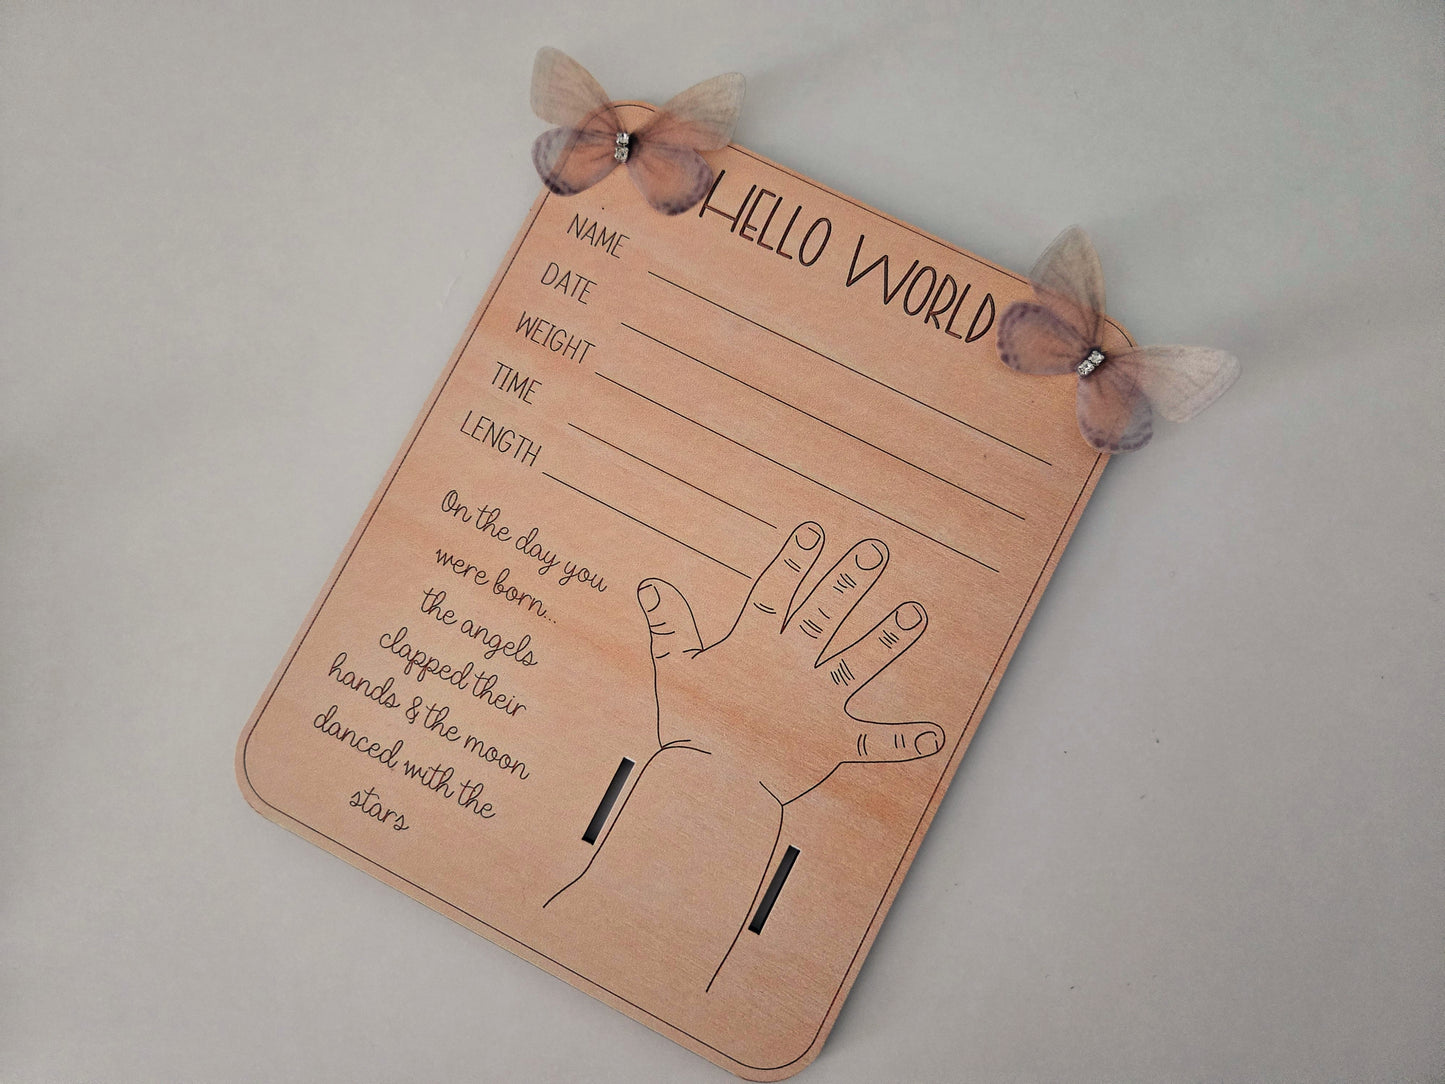 HELLO WORLD
NAME
DATE
WEIGHT
TIME
LENGTH
On the day you
were born...
the angels
clapped their
hands & the moon
danced with the
stars